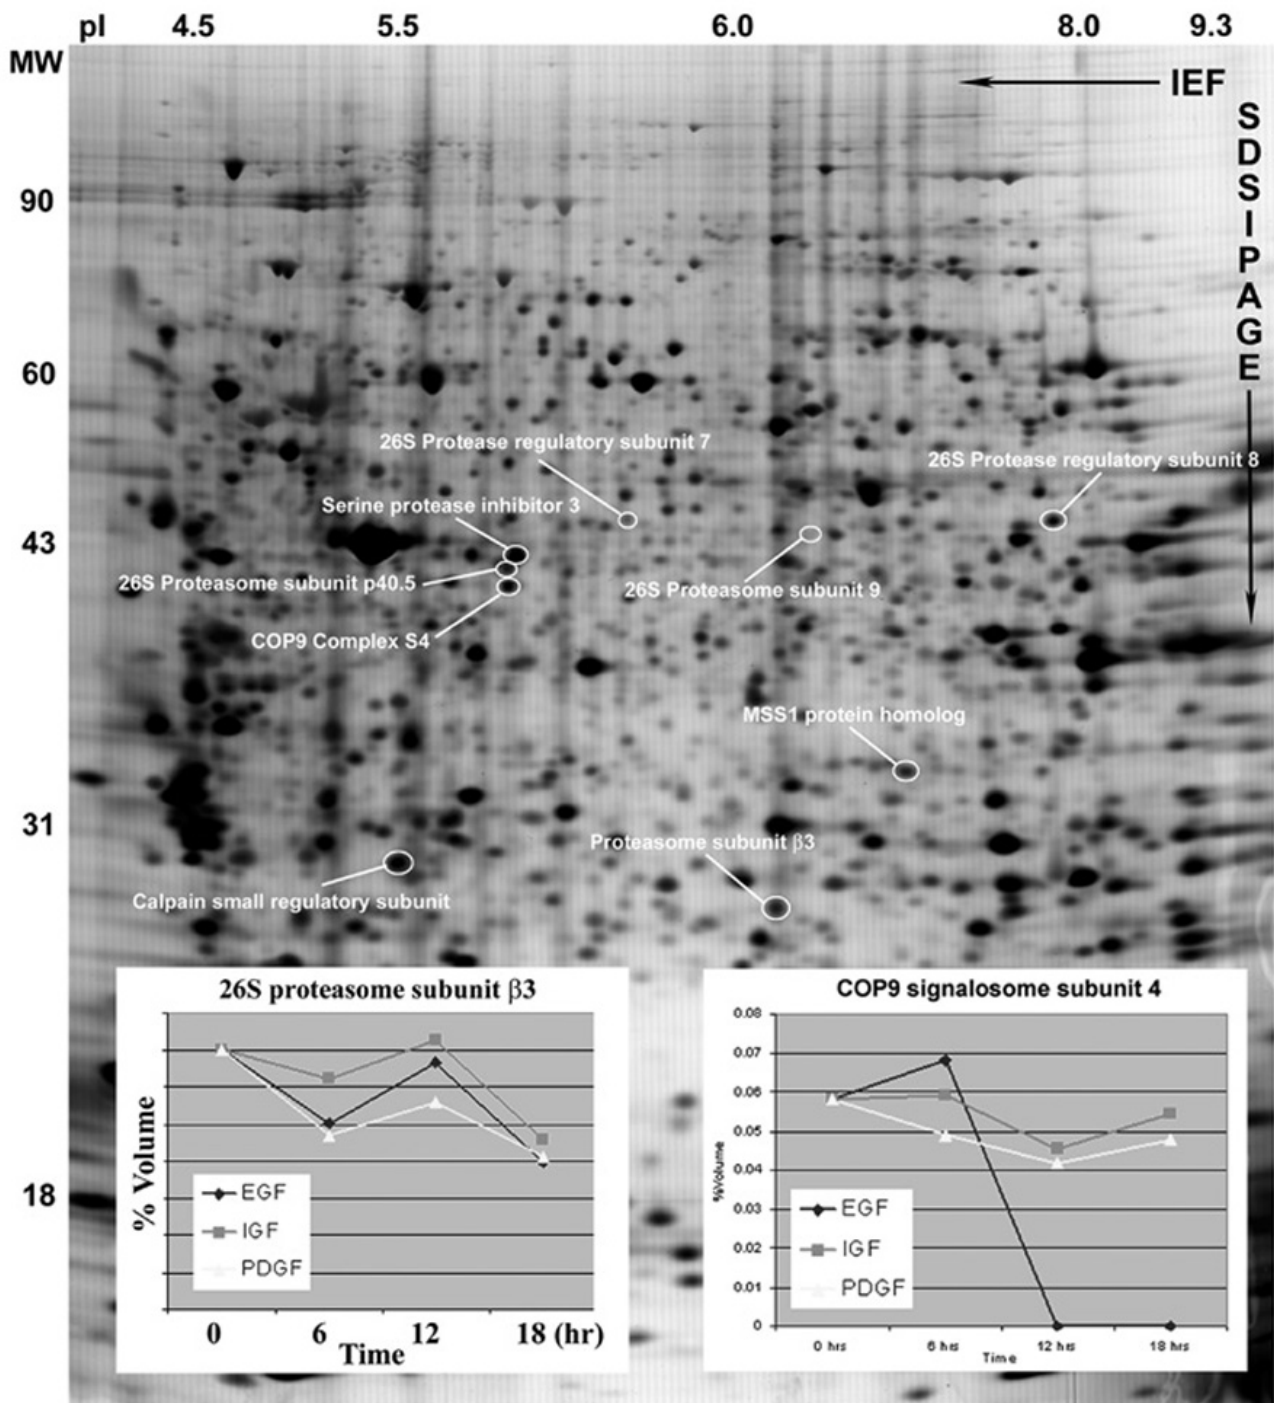 pI 4.5 5.5 6.0 8.0 9.3
MW
IEF
SDSIPAGE
90
60
43
31
18
26S Protease regulatory subunit 7
26S Protease regulatory subunit 8
Serine protease inhibitor 3
26S Proteasome subunit p40.5
26S Proteasome subunit 9
COP9 Complex S4
MSS1 protein homolog
Proteasome subunit β3
Calpain small regulatory subunit
26S proteasome subunit β3
% Volume
EGF
IGF
PDGF
0 6 12 18 (hr)
Time
COP9 signalosome subunit 4
0.08
0.07
0.06
0.05
0.04
0.03
0.02
0.01
0
%Volume
EGF
IGF
PDGF
0 hrs 6 hrs 12 hrs 18 hrs
Time